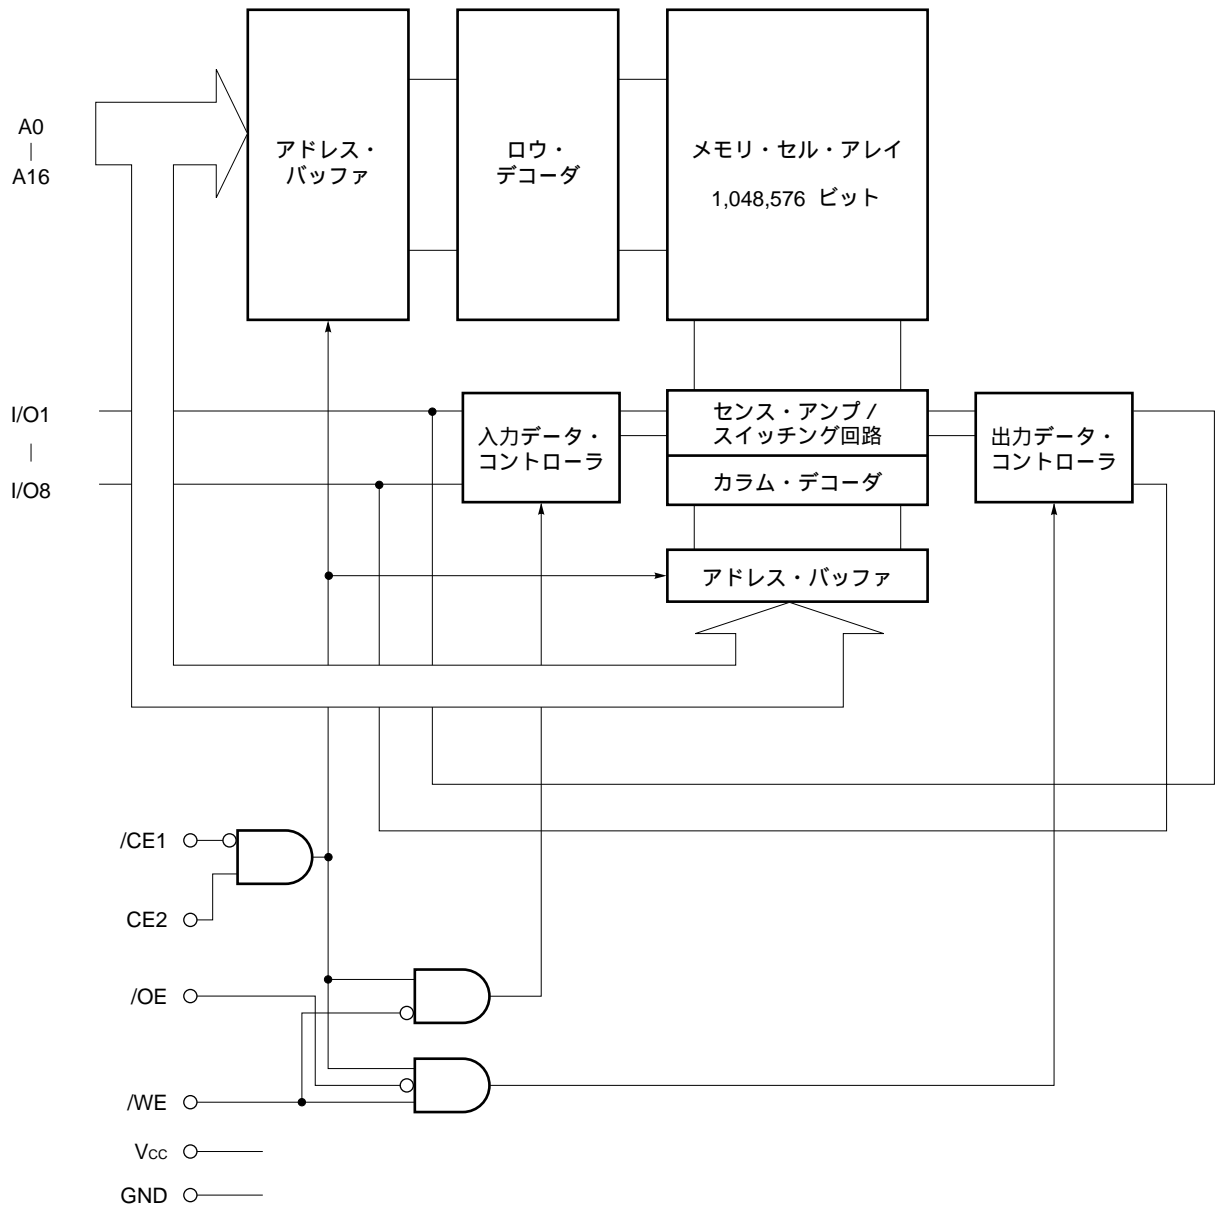 A0
|
A16
アドレス・
バッファ
ロウ・
デコーダ
メモリ・セル・アレイ
1,048,576 ビット
I/O1
|
I/O8
入力データ・
コントローラ
センス・アンプ /
スイッチング回路
カラム・デコーダ
出力データ・
コントローラ
アドレス・バッファ
/CE1
CE2
/OE
/WE
Vcc
GND